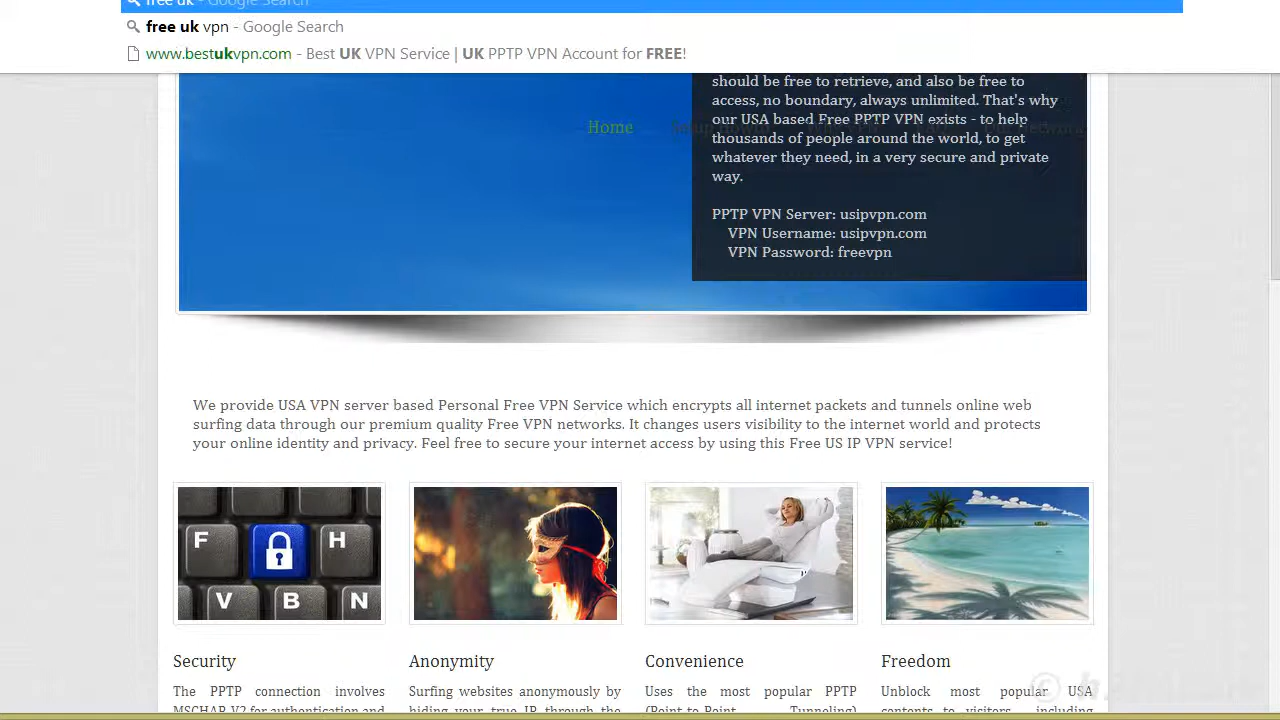 free uk - Google Search
free uk vpn - Google Search
www.bestukvpn.com - Best UK VPN Service | UK PPTP VPN Account for FREE!
should be free to retrieve, and also be free to
access, no boundary, always unlimited. That's why
our USA based Free PPTP VPN exists - to help
Home
thousands of people around the world, to get
whatever they need, in a very secure and private
way.
PPTP VPN Server: usipvpn.com
VPN Username: usipvpn.com
VPN Password: freevpn
We provide USA VPN server based Personal Free VPN Service which encrypts all internet packets and tunnels online web
surfing data through our premium quality Free VPN networks. It changes users visibility to the internet world and protects
your online identity and privacy. Feel free to secure your internet access by using this Free US IP VPN service!
F H
V B N
Security
The PPTP connection involves
MSCHAP V2 for authentication and
Anonymity
Surfing websites anonymously by
hiding your true IP through the
Convenience
Uses the most popular PPTP
(Point-to-Point Tunneling)
Freedom
Unblock most popular USA
contents to visitors, including